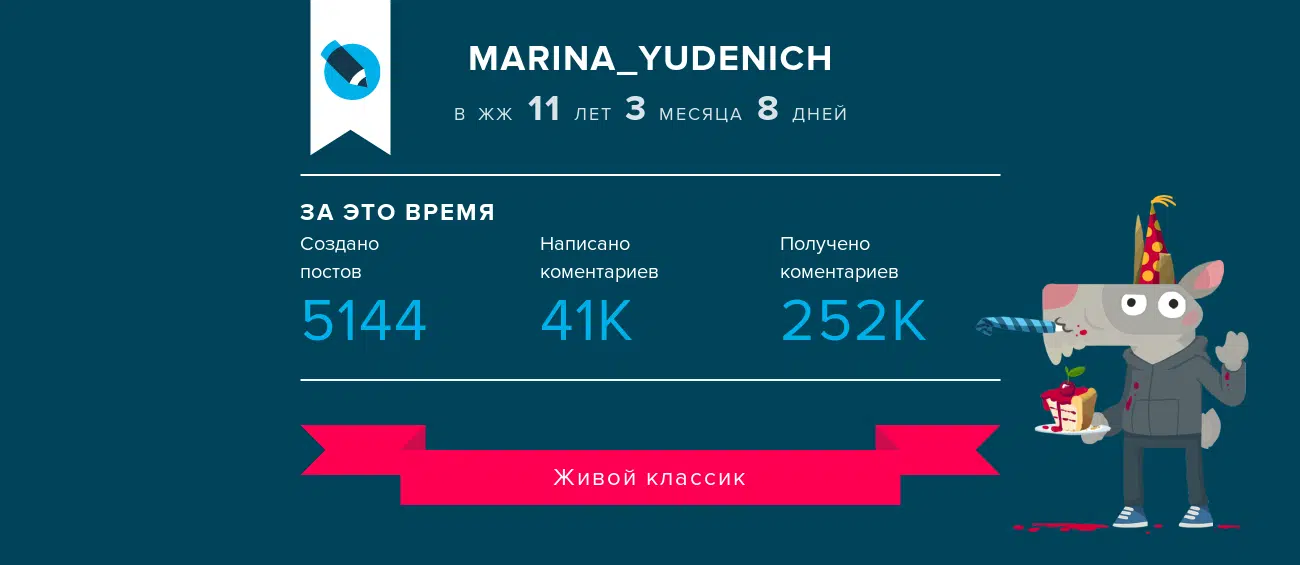 MARINA_YUDENICH
В ЖЖ 11 ЛЕТ 3 МЕСЯЦА 8 ДНЕЙ
ЗА ЭТО ВРЕМЯ
Создано
постов
5144
Написано
коментариев
41K
Получено
коментариев
252K
Живой классик